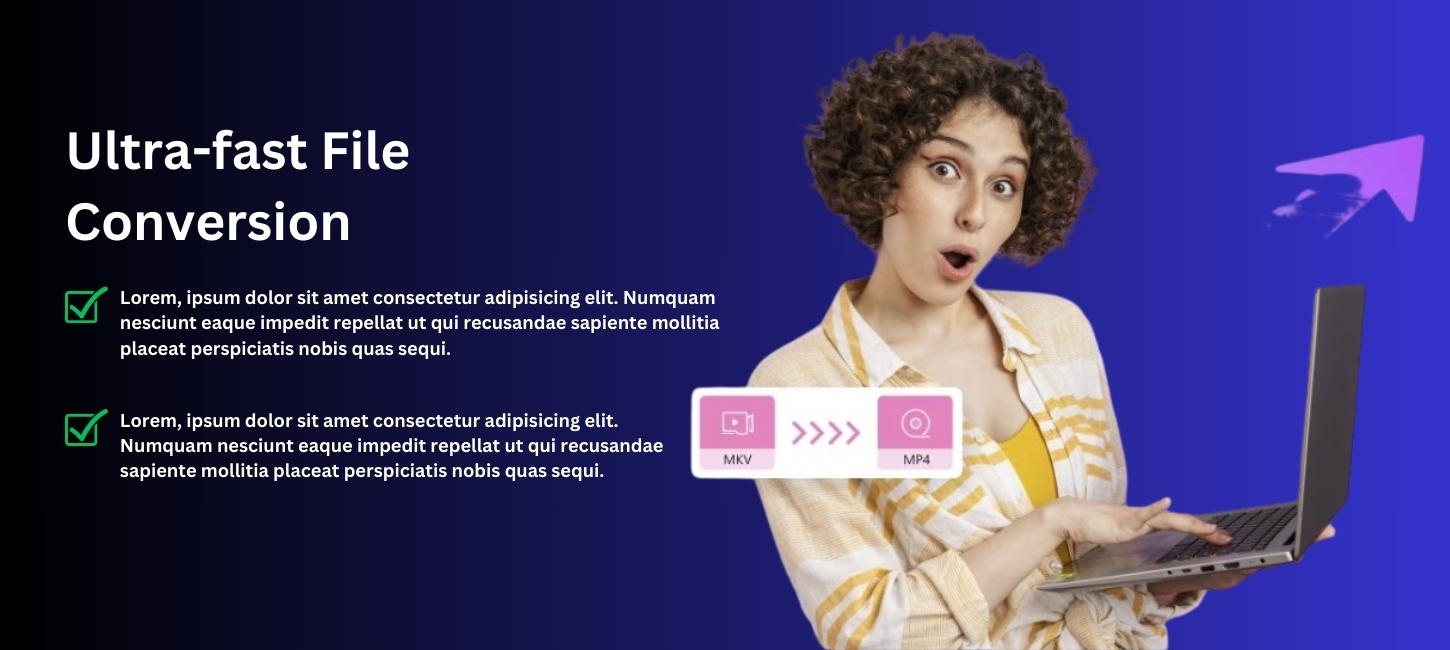 Ultra-fast File
Conversion
Lorem, ipsum dolor sit amet consectetur adipisicing elit. Numquam
nesciunt eaque impedit repellat ut qui recusandae sapiente mollitia
placeat perspiciatis nobis quas sequi.
Lorem, ipsum dolor sit amet consectetur adipisicing elit.
Numquam nesciunt eaque impedit repellat ut qui recusandae
sapiente mollitia placeat perspiciatis nobis quas sequi.
MKV
MP4